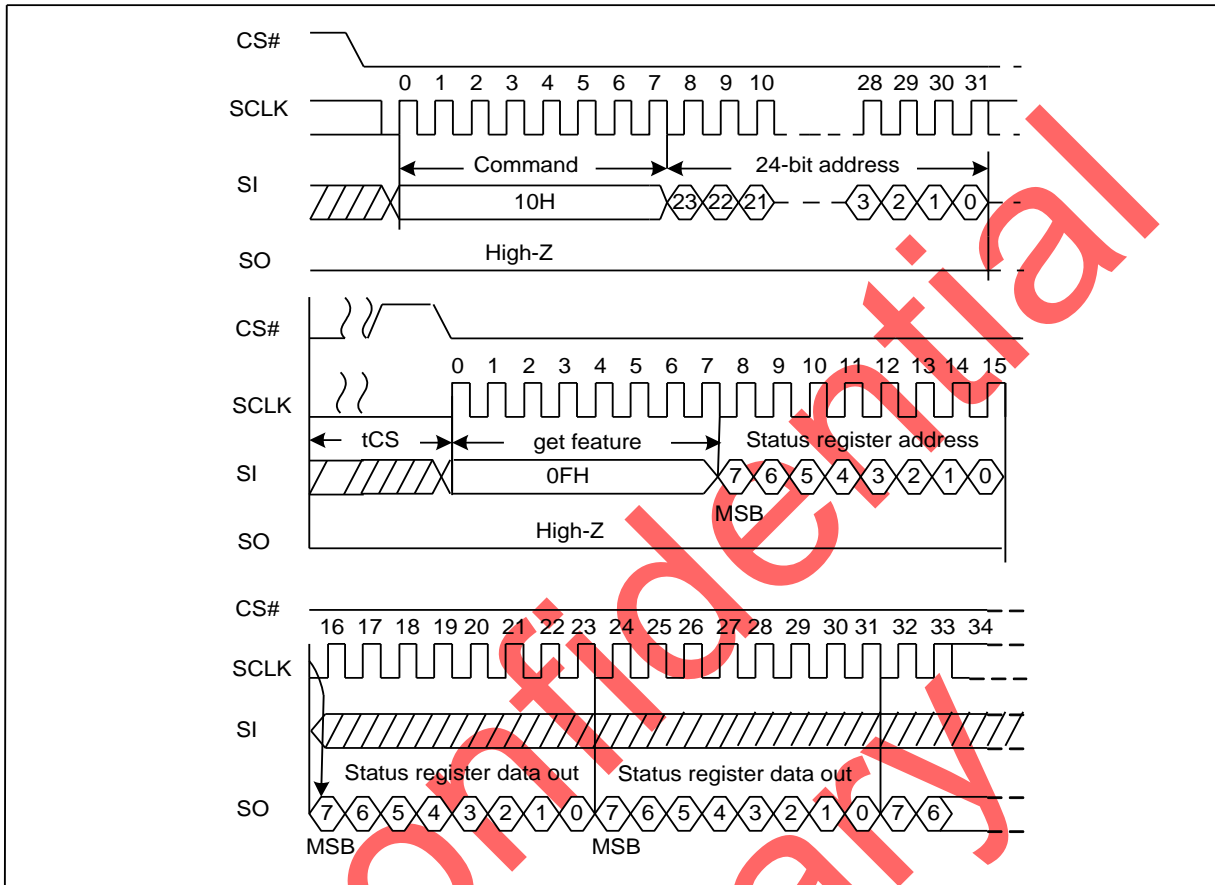 CS#
0 1 2 3 4 5 6 7 8 9 10 28 29 30 31
SCLK
Command 24-bit address
SI
10H 23 22 21 3 2 1 0
High-Z
SO
CS#
0 1 2 3 4 5 6 7 8 9 10 11 12 13 14 15
SCLK
tCS get feature Status register address
SI
0FH 7 6 5 4 3 2 1 0
MSB
High-Z
SO
CS#
16 17 18 19 20 21 22 23 24 25 26 27 28 29 30 31 32 33 34
SCLK
SI
Status register data out Status register data out
SO
7 6 5 4 3 2 1 0 7 6 5 4 3 2 1 0 7 6
MSB MSB
onfidential
ary